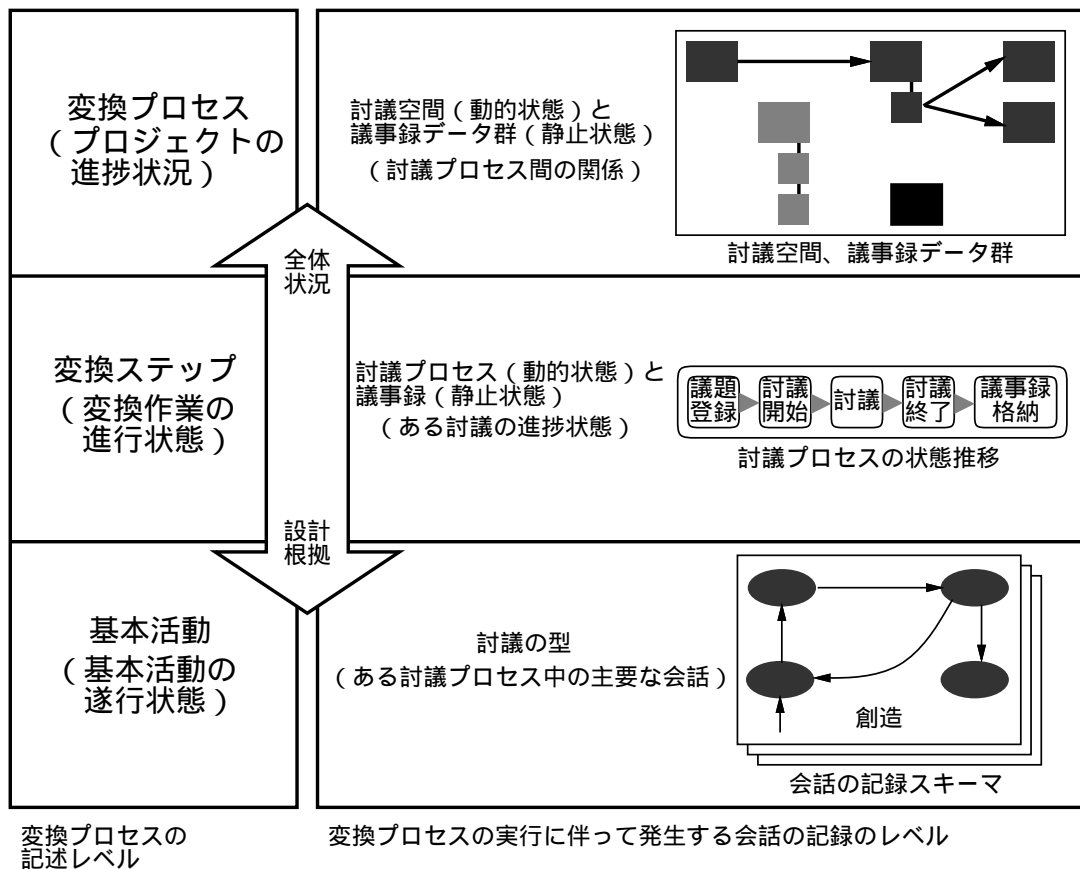 変換プロセス
（プロジェクトの
進捗状況）
討議空間（動的状態）と
議事録データ群（静止状態）
（討議プロセス間の関係）
討議空間、議事録データ群
全体
状況
変換ステップ
（変換作業の
進行状態）
討議プロセス（動的状態）と
議事録（静止状態）
（ある討議の進捗状態）
議題
登録
討議
開始
討議
討議
終了
議事録
格納
討議プロセスの状態推移
設計
根拠
基本活動
（基本活動の
遂行状態）
討議の型
（ある討議プロセス中の主要な会話）
創造
会話の記録スキーマ
変換プロセスの
記述レベル
変換プロセスの実行に伴って発生する会話の記録のレベル